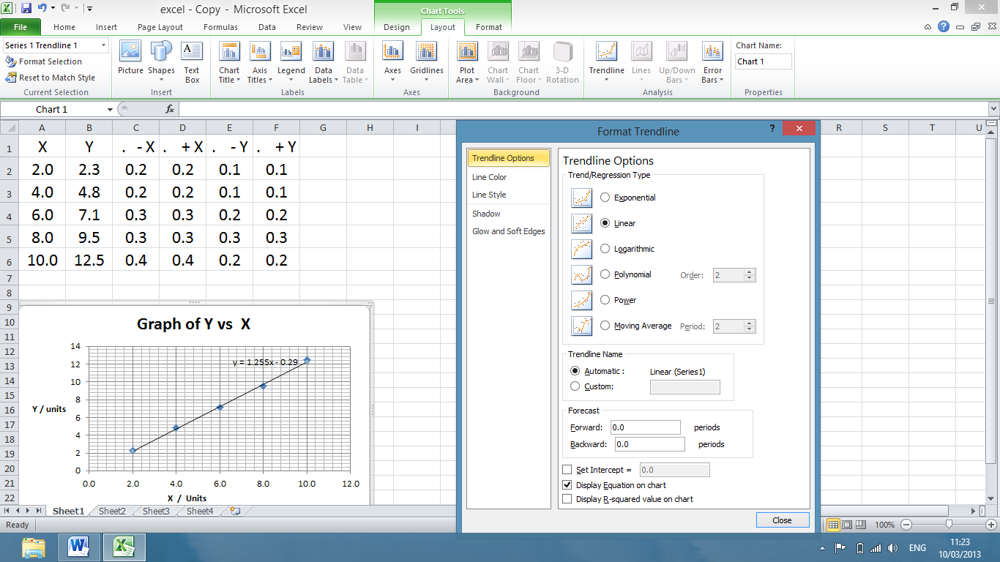 excel - Copy - Microsoft Excel
Chart Tools
File Home Insert Page Layout Formulas Data Review View Design Layout Format
Series 1 Trendline 1
Format Selection
Reset to Match Style
Current Selection
Picture Shapes Text Box
Insert
Chart Title Axis Titles Legend Data Labels Data Table
Labels
Axes Gridlines
Axes
Plot Area Chart Wall Chart Floor 3-D Rotation
Background
Trendline Lines Up/Down Bars Error Bars
Analysis
Chart Name:
Chart 1
Properties
Chart 1 fx
A B C D E F G H I R S T U
1 X Y . - X . + X . - Y . + Y
2 2.0 2.3 0.2 0.2 0.1 0.1
3 4.0 4.8 0.2 0.2 0.1 0.1
4 6.0 7.1 0.3 0.3 0.2 0.2
5 8.0 9.5 0.3 0.3 0.3 0.3
6 10.0 12.5 0.4 0.4 0.2 0.2
7
8
9
10
11
12
13
14
15
16
17
18
19
20
21
22
Graph of Y vs X
y = 1.255x - 0.29
14
12
10
8
6
4
2
0
Y / units
0.0 2.0 4.0 6.0 8.0 10.0 12.0
X / Units
Format Trendline
?
Trendline Options
Line Color
Line Style
Shadow
Glow and Soft Edges
Trendline Options
Trend/Regression Type
Exponential
Linear
Logarithmic
Polynomial Order: 2
Power
Moving Average Period: 2
Trendline Name
Automatic : Linear (Series1)
Custom:
Forecast
Forward: 0.0 periods
Backward: 0.0 periods
Set Intercept = 0.0
Display Equation on chart
Display R-squared value on chart
Close
Sheet1 Sheet2 Sheet3 Sheet4
Ready 100%
ENG 11:23
10/03/2013